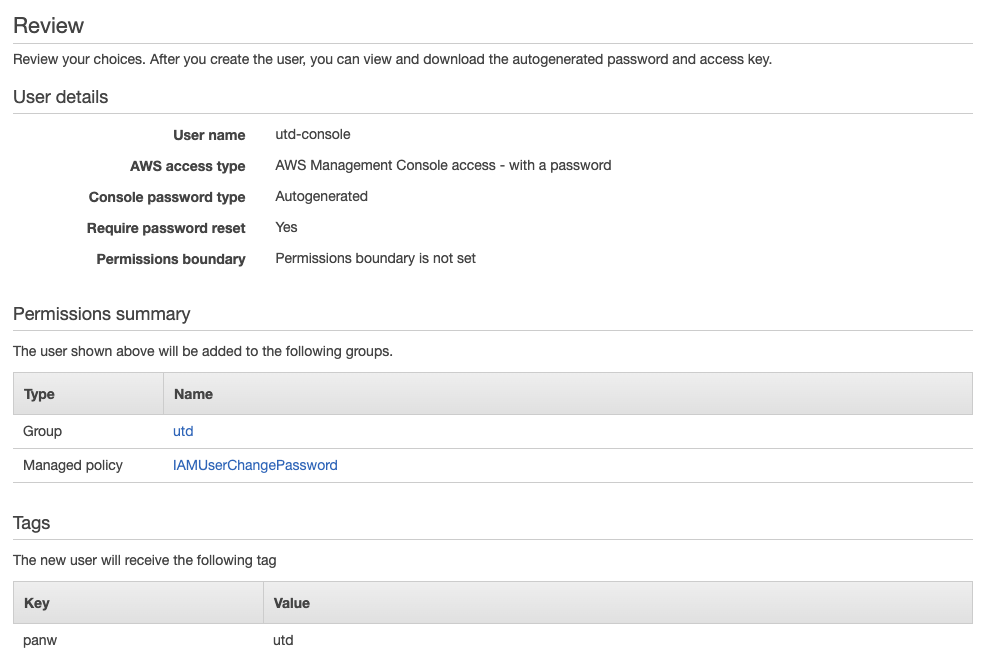 Review
Review your choices. After you create the user, you can view and download the autogenerated password and access key.
User details
User name utd-console
AWS access type AWS Management Console access - with a password
Console password type Autogenerated
Require password reset Yes
Permissions boundary Permissions boundary is not set
Permissions summary
The user shown above will be added to the following groups.
Type Name
Group utd
Managed policy IAMUserChangePassword
Tags
The new user will receive the following tag
Key Value
panw utd